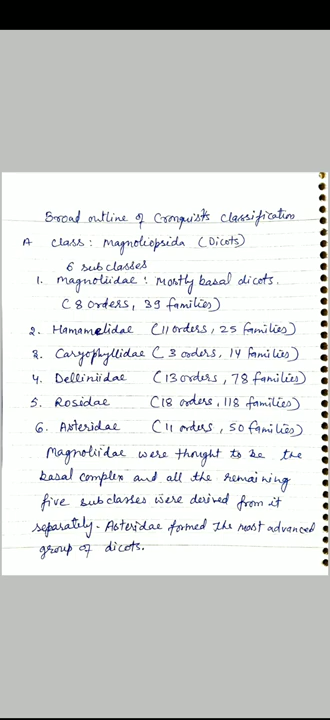 Broad outline of Cronquist's classification
A Class: Magnoliopsida (Dicots)
6 subclasses
1. Magnoliidae : Mostly basal dicots.
(8 orders, 39 families)
2. Hamamelidae (11 orders, 25 families)
3. Caryophyllidae (3 orders, 14 families)
4. Delliniidae (13 orders, 78 families)
5. Rosidae (18 orders, 118 families)
6. Asteridae (11 orders, 50 families)
Magnoliidae were thought to be the
basal complex and all the remaining
five subclasses were derived from it
separately. Asteridae formed the most advanced
group of dicots.